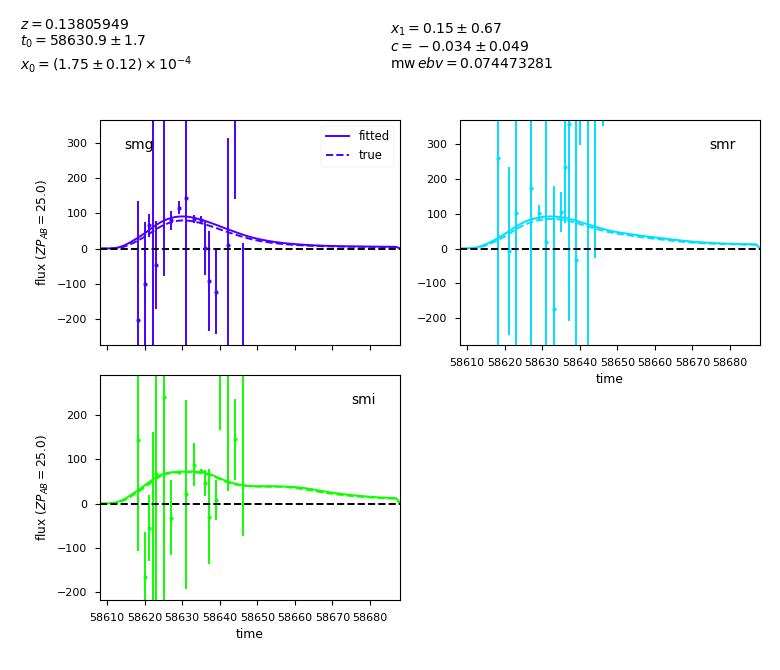 z = 0.13805949
t₀ = 58630.9 ± 1.7
x₀ = (1.75 ± 0.12) × 10⁻⁴
x₁ = 0.15 ± 0.67
c = −0.034 ± 0.049
mw ebv = 0.074473281
smg
fitted
true
300
200
100
0
−100
−200
flux (ZP_AB = 25.0)
smr
300
200
100
0
−100
−200
58610 58620 58630 58640 58650 58660 58670 58680
time
smi
200
100
0
−100
−200
flux (ZP_AB = 25.0)
58610 58620 58630 58640 58650 58660 58670 58680
time